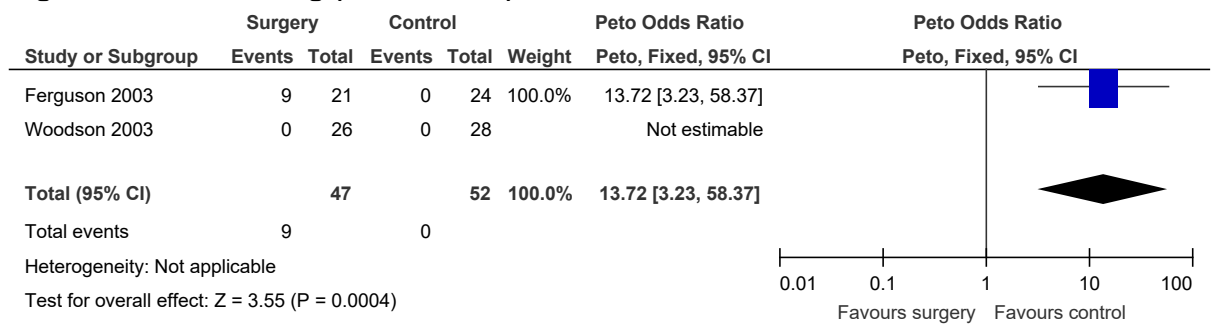 Surgery Control Peto Odds Ratio Peto Odds Ratio
Study or Subgroup Events Total Events Total Weight Peto, Fixed, 95% CI Peto, Fixed, 95% CI
Ferguson 2003 9 21 0 24 100.0% 13.72 [3.23, 58.37]
Woodson 2003 0 26 0 28 Not estimable
Total (95% CI) 47 52 100.0% 13.72 [3.23, 58.37]
Total events 9 0
Heterogeneity: Not applicable
Test for overall effect: Z = 3.55 (P = 0.0004)
0.01 0.1 1 10 100
Favours surgery Favours control